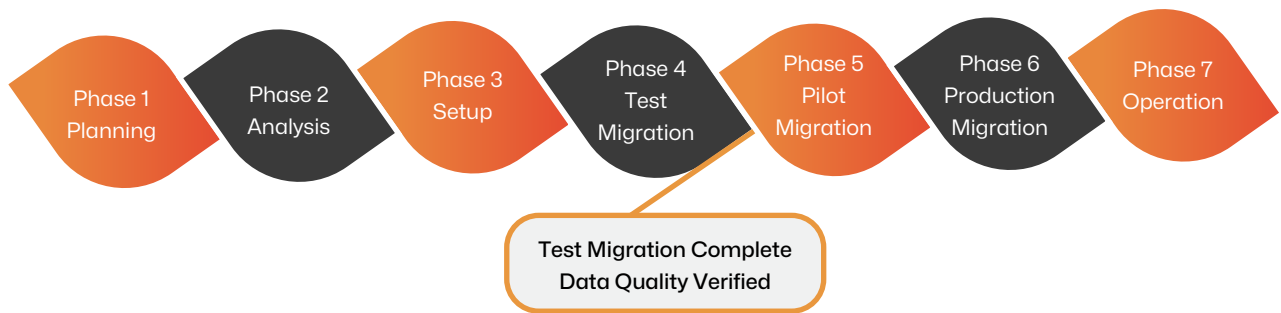 Phase 1
Planning
Phase 2
Analysis
Phase 3
Setup
Phase 4
Test
Migration
Phase 5
Pilot
Migration
Phase 6
Production
Migration
Phase 7
Operation
Test Migration Complete
Data Quality Verified